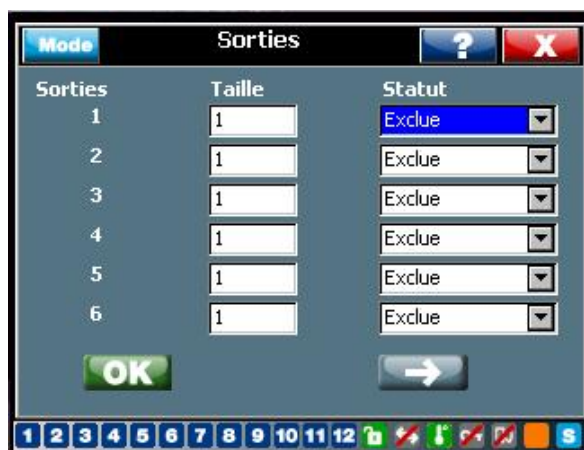 Mode Sorties ? X
Sorties Taille Statut
1 1 Exclue
2 1 Exclue
3 1 Exclue
4 1 Exclue
5 1 Exclue
6 1 Exclue
OK
1 2 3 4 5 6 7 8 9 10 11 12 S